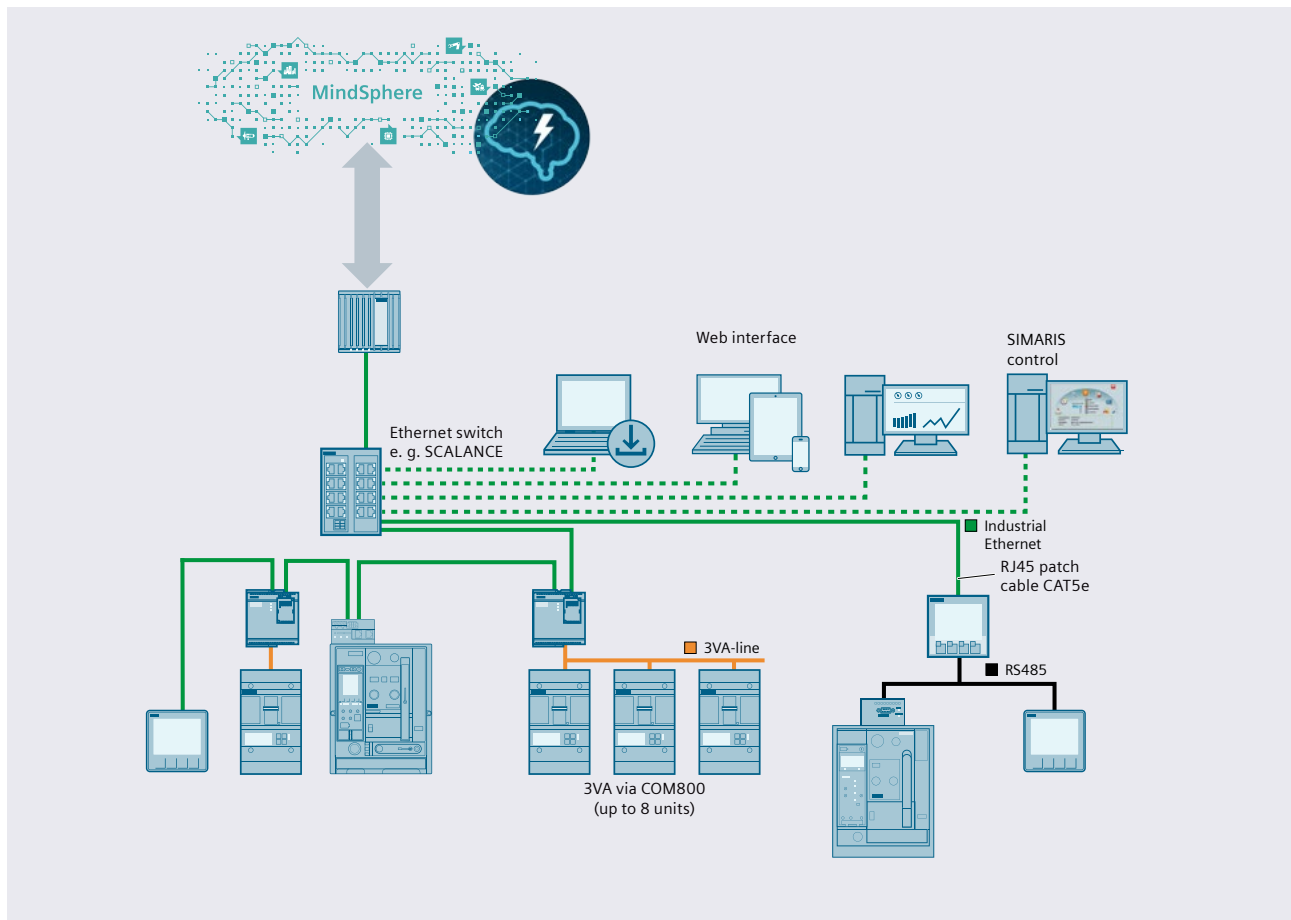 MindSphere
Web interface
SIMARIS
control
Ethernet switch
e. g. SCALANCE
Industrial
Ethernet
RJ45 patch
cable CAT5e
3VA-line
RS485
3VA via COM800
(up to 8 units)